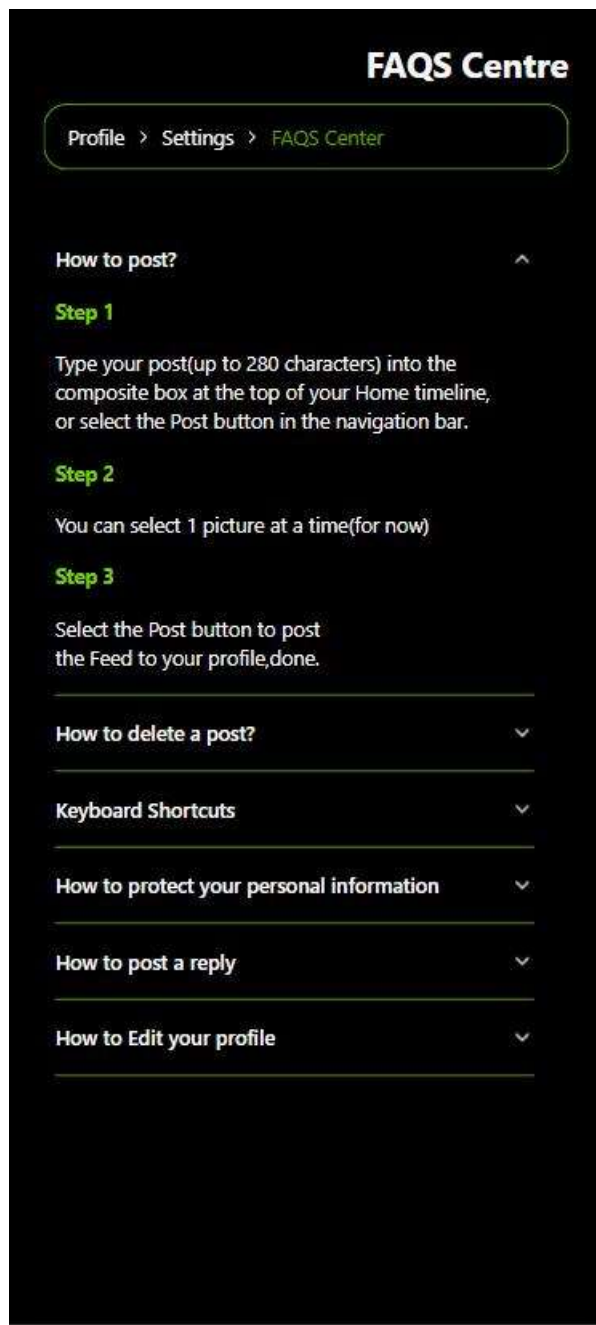 FAQS Centre
Profile > Settings > FAQS Center
How to post?
Step 1
Type your post(up to 280 characters) into the
composite box at the top of your Home timeline,
or select the Post button in the navigation bar.
Step 2
You can select 1 picture at a time(for now)
Step 3
Select the Post button to post
the Feed to your profile,done.
How to delete a post?
Keyboard Shortcuts
How to protect your personal information
How to post a reply
How to Edit your profile